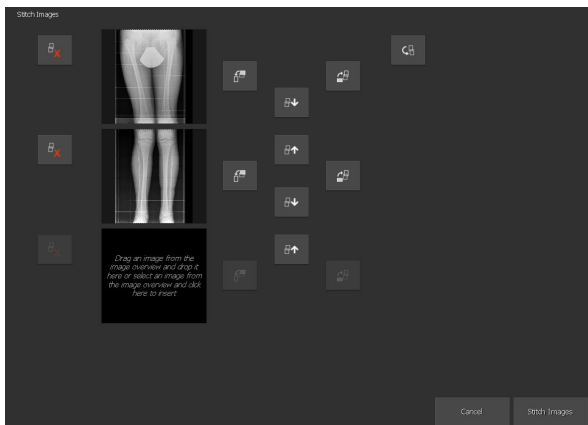 Stitch Images
Drag an image from the
image overview and drop it
here or select an image from
the image overview and click
here to insert
Cancel
Stitch Images